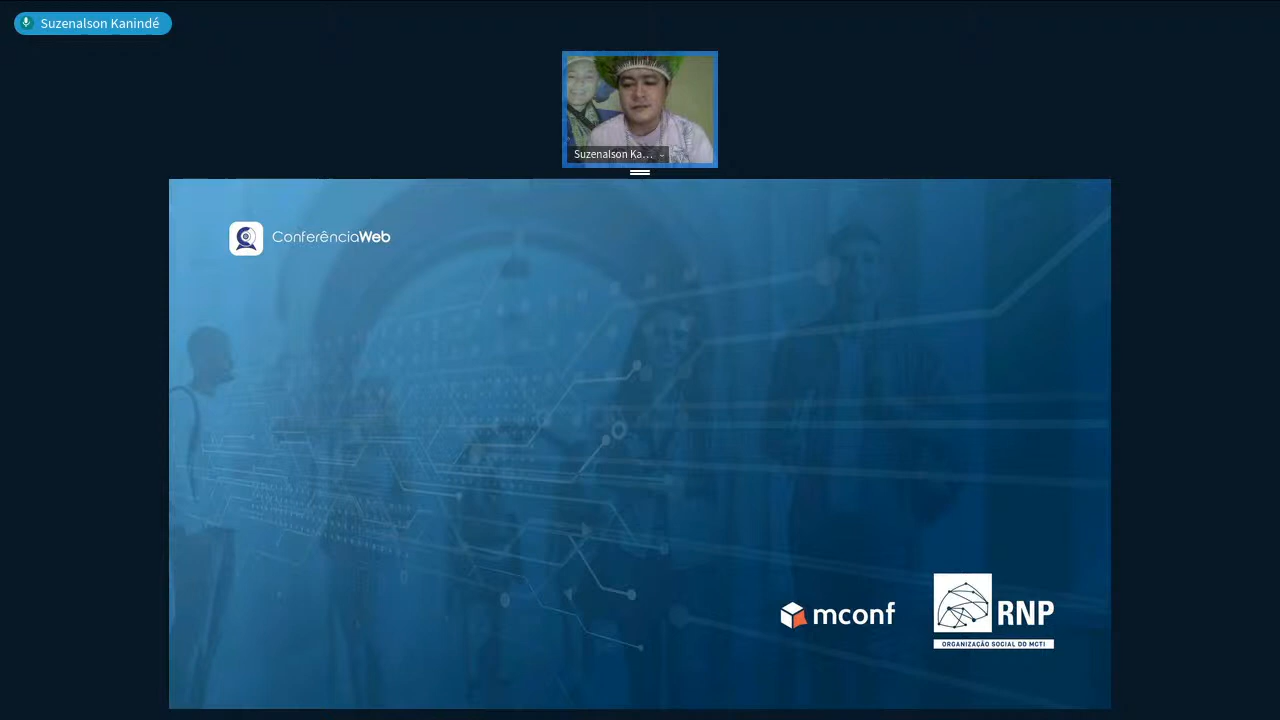 Suzenalson Kanindé
Suzenalson Ka...
ConferênciaWeb
mconf
RNP
ORGANIZAÇÃO SOCIAL DO MCTI